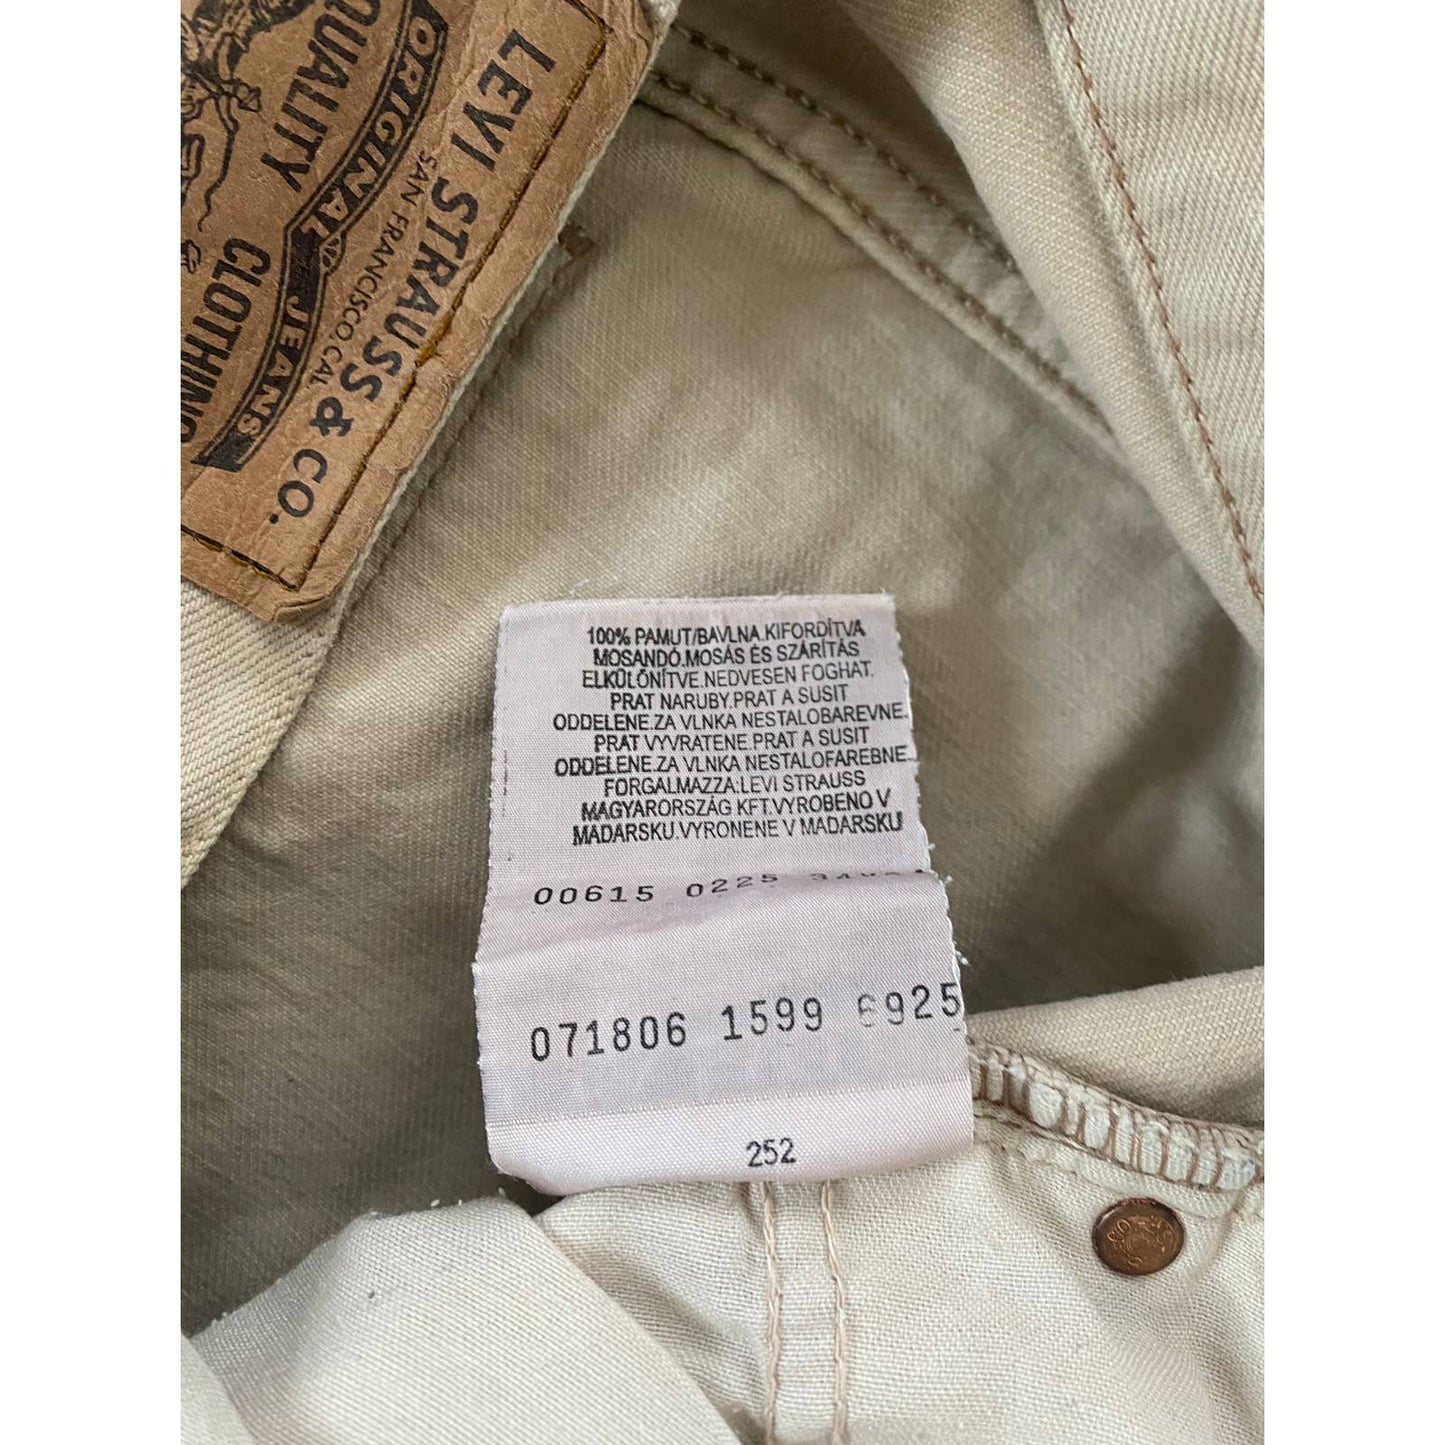 LEVI STRAUSS & CO.
SAN FRANCISCO, CAL
ORIGINAL JEANS
QUALITY CLOTHING
100% PAMUT/BAVLNA.KIFORDÍTVA
MOSANDÓ.MOSÁS ÉS SZÁRÍTÁS
ELKÜLÖNÍTVE.NEDVESEN FOGHAT.
PRAT NARUBY.PRAT A SUSIT
ODDELENE.ZA VLNKA NESTALOBAREVNE.
PRAT VYVRATENE.PRAT A SUSIT
ODDELENE.ZA VLNKA NESTALOFAREBNE.
FORGALMAZZA:LEVI STRAUSS
MAGYARORSZÁG KFT.VYROBENO V
MADARSKU.VYRONENE V MADARSKU
00615 0225
071806 1599 6925
252